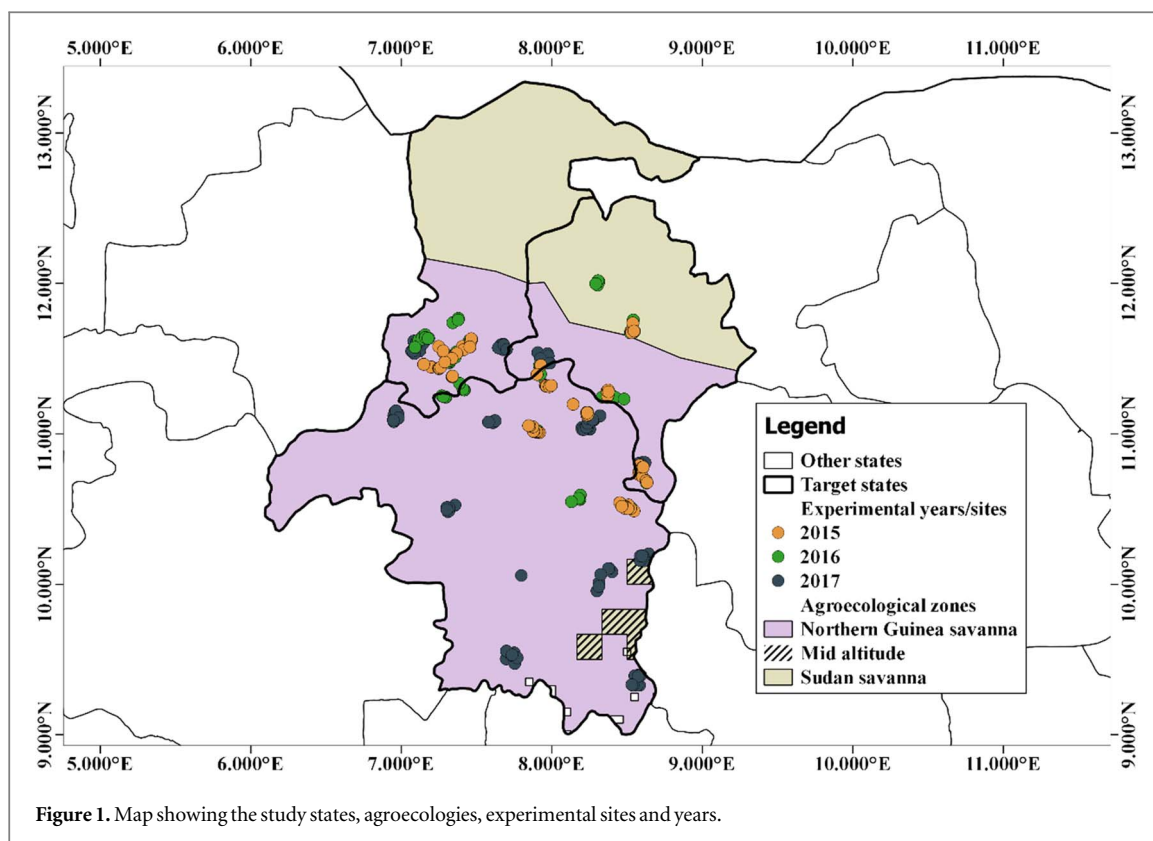 5.000°E 6.000°E 7.000°E 8.000°E 9.000°E 10.000°E 11.000°E
13.000°N 13.000°N
12.000°N 12.000°N
11.000°N 11.000°N
10.000°N 10.000°N
9.000°N 9.000°N
Legend
Other states
Target states
Experimental years/sites
2015
2016
2017
Agroecological zones
Northern Guinea savanna
Mid altitude
Sudan savanna
5.000°E 6.000°E 7.000°E 8.000°E 9.000°E 10.000°E 11.000°E
Figure 1. Map showing the study states, agroecologies, experimental sites and years.